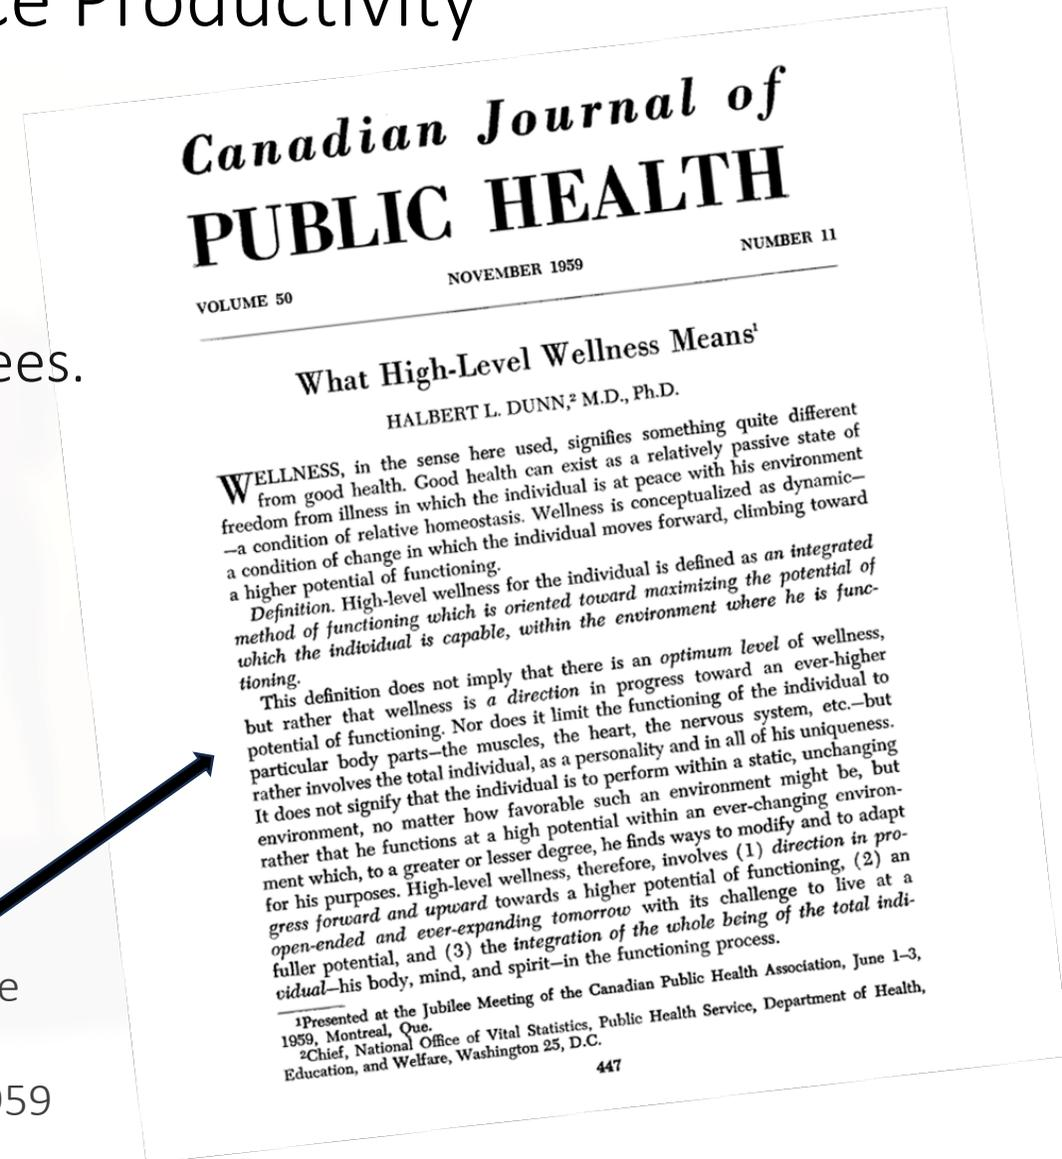 ce Productivity
Canadian Journal of
PUBLIC HEALTH
VOLUME 50
NOVEMBER 1959
NUMBER 11
ees.
What High-Level Wellness Means¹
HALBERT L. DUNN,² M.D., Ph.D.
WELLNESS, in the sense here used, signifies something quite different
from good health. Good health can exist as a relatively passive state of
freedom from illness in which the individual is at peace with his environment
—a condition of relative homeostasis. Wellness is conceptualized as dynamic—
a condition of change in which the individual moves forward, climbing toward
a higher potential of functioning.
Definition. High-level wellness for the individual is defined as an integrated
method of functioning which is oriented toward maximizing the potential of
which the individual is capable, within the environment where he is func-
tioning.
This definition does not imply that there is an optimum level of wellness,
but rather that wellness is a direction in progress toward an ever-higher
potential of functioning. Nor does it limit the functioning of the individual to
particular body parts—the muscles, the heart, the nervous system, etc.—but
rather involves the total individual, as a personality and in all of his uniqueness.
It does not signify that the individual is to perform within a static, unchanging
environment, no matter how favorable such an environment might be, but
rather that he functions at a high potential within an ever-changing environ-
ment which, to a greater or lesser degree, he finds ways to modify and to adapt
for his purposes. High-level wellness, therefore, involves (1) direction in pro-
gress forward and upward towards a higher potential of functioning, (2) an
open-ended and ever-expanding tomorrow with its challenge to live at a
fuller potential, and (3) the integration of the whole being of the total indi-
vidual—his body, mind, and spirit—in the functioning process.
¹Presented at the Jubilee Meeting of the Canadian Public Health Association, June 1–3,
1959, Montreal, Que.
²Chief, National Office of Vital Statistics, Public Health Service, Department of Health,
Education, and Welfare, Washington 25, D.C.
447
e
959